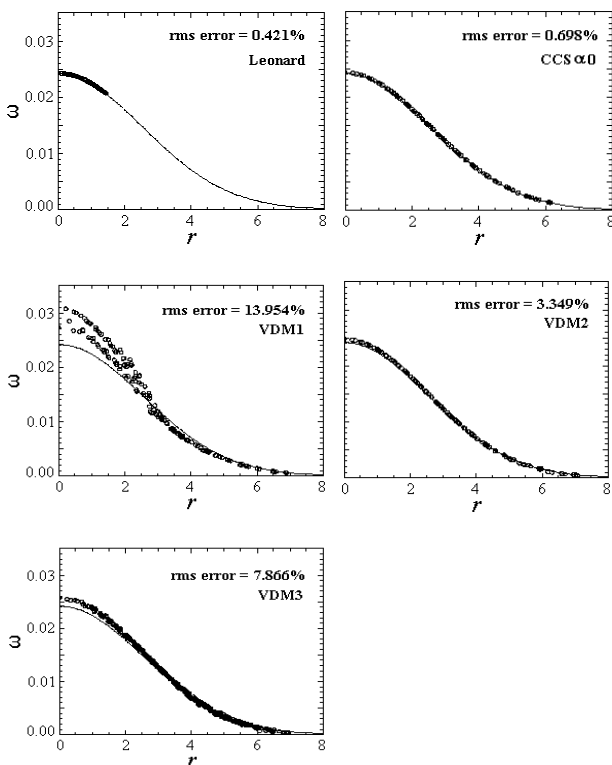 rms error = 0.421%
Leonard
0.03
0.02
0.01
0.00
ω
0 2 4 6 8
r
rms error = 0.698%
CCS α0
0 2 4 6 8
r
rms error = 13.954%
VDM1
0.03
0.02
0.01
0.00
ω
0 2 4 6 8
r
rms error = 3.349%
VDM2
0 2 4 6 8
r
rms error = 7.866%
VDM3
0.03
0.02
0.01
0.00
ω
0 2 4 6 8
r